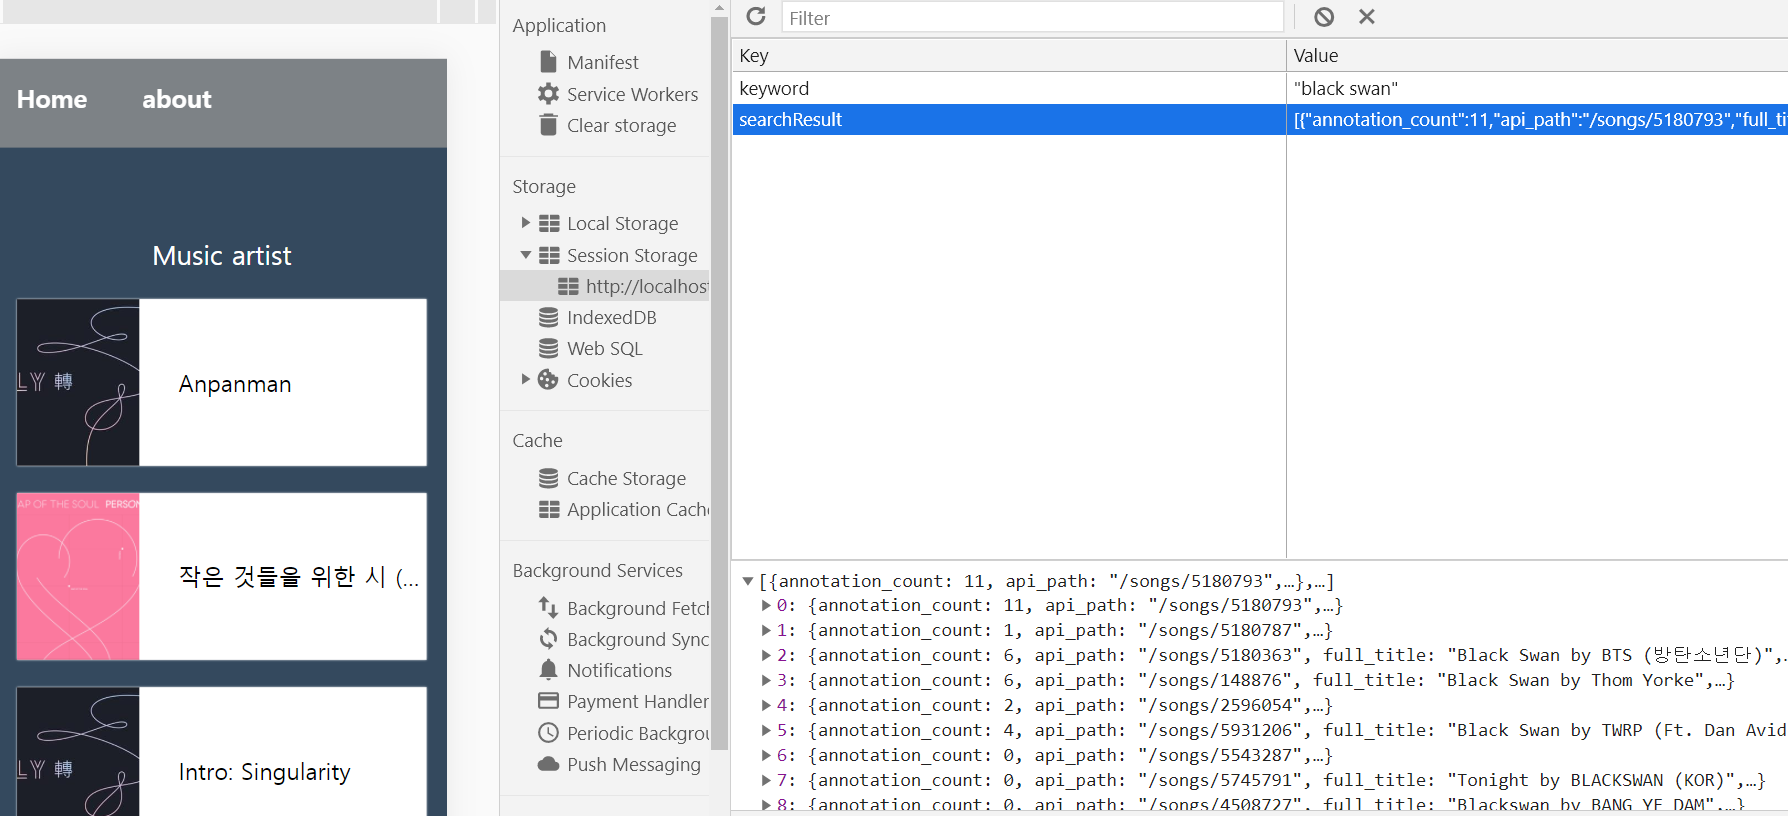 Home about
Music artist
LY 轉
Anpanman
AP OF THE SOUL PERSON
작은 것들을 위한 시 (...
LY 轉
Intro: Singularity
Application
Manifest
Service Workers
Clear storage
Storage
Local Storage
Session Storage
http://localhos
IndexedDB
Web SQL
Cookies
Cache
Cache Storage
Application Cach
Background Services
Background Fetc
Background Sync
Notifications
Payment Handler
Periodic Backgrou
Push Messaging
Filter
Key Value
keyword "black swan"
searchResult [{"annotation_count":11,"api_path":"/songs/5180793","full_ti
[{annotation_count: 11, api_path: "/songs/5180793",…},…]
0: {annotation_count: 11, api_path: "/songs/5180793",…}
1: {annotation_count: 1, api_path: "/songs/5180787",…}
2: {annotation_count: 6, api_path: "/songs/5180363", full_title: "Black Swan by BTS (방탄소년단)",…
3: {annotation_count: 6, api_path: "/songs/148876", full_title: "Black Swan by Thom Yorke",…}
4: {annotation_count: 2, api_path: "/songs/2596054",…}
5: {annotation_count: 4, api_path: "/songs/5931206", full_title: "Black Swan by TWRP (Ft. Dan Avid
6: {annotation_count: 0, api_path: "/songs/5543287",…}
7: {annotation_count: 0, api_path: "/songs/5745791", full_title: "Tonight by BLACKSWAN (KOR)",…}
8: {annotation_count: 0, api_path: "/songs/4508727", full_title: "Blackswan by BANG YE DAM",…}